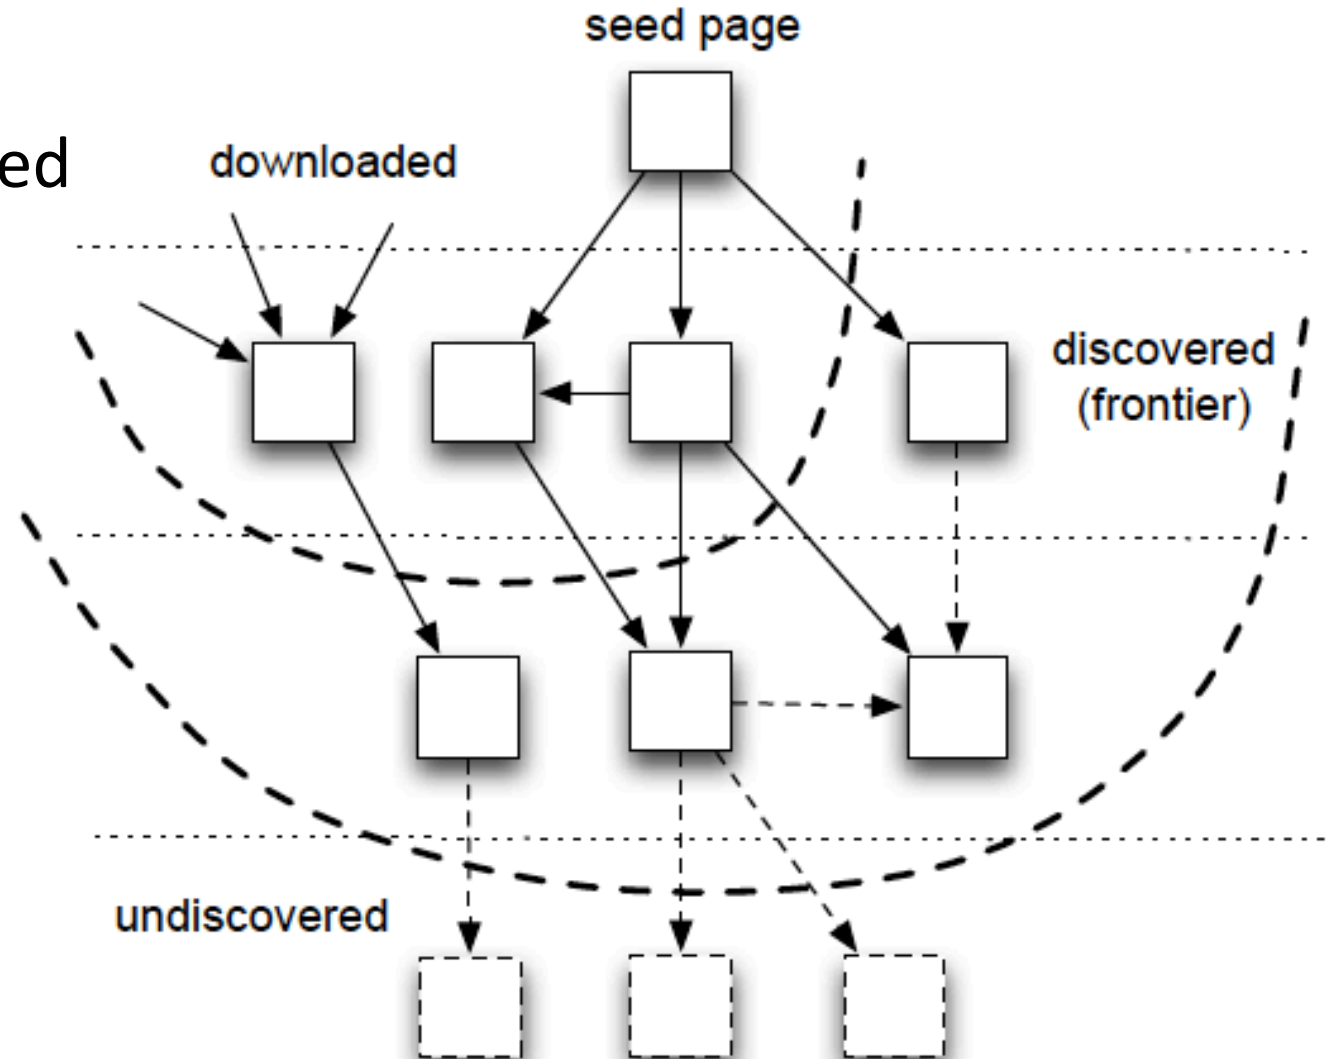 seed page
ed
downloaded
discovered
(frontier)
undiscovered